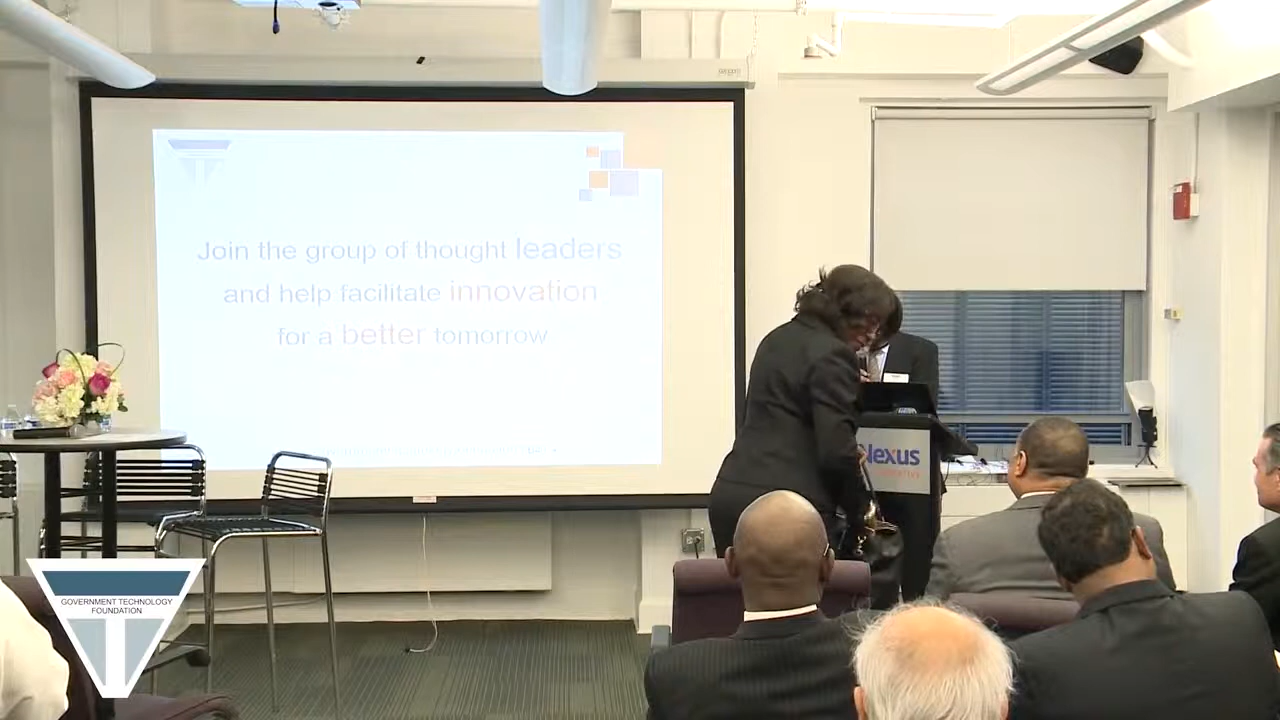 Join the group of thought leaders
and help facilitate innovation
for a better tomorrow
Nexus
GOVERNMENT TECHNOLOGY
FOUNDATION